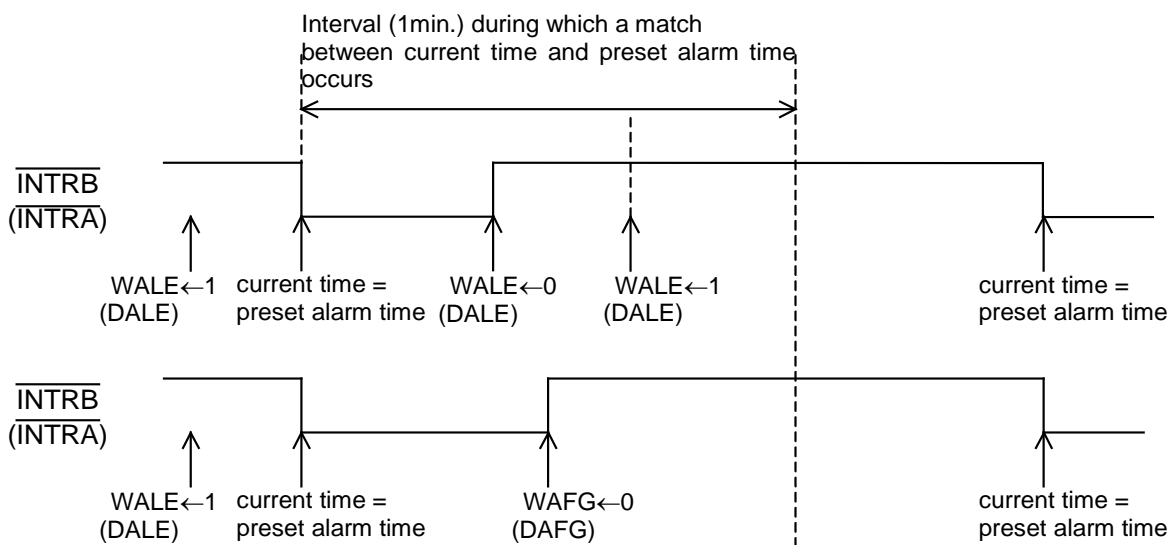 Interval (1min.) during which a match
between current time and preset alarm time
occurs
INTRB
(INTRA)
WALE←1
(DALE)
current time =
preset alarm time
WALE←0
(DALE)
WALE←1
(DALE)
current time =
preset alarm time
INTRB
(INTRA)
WALE←1
(DALE)
current time =
preset alarm time
WAFG←0
(DAFG)
current time =
preset alarm time